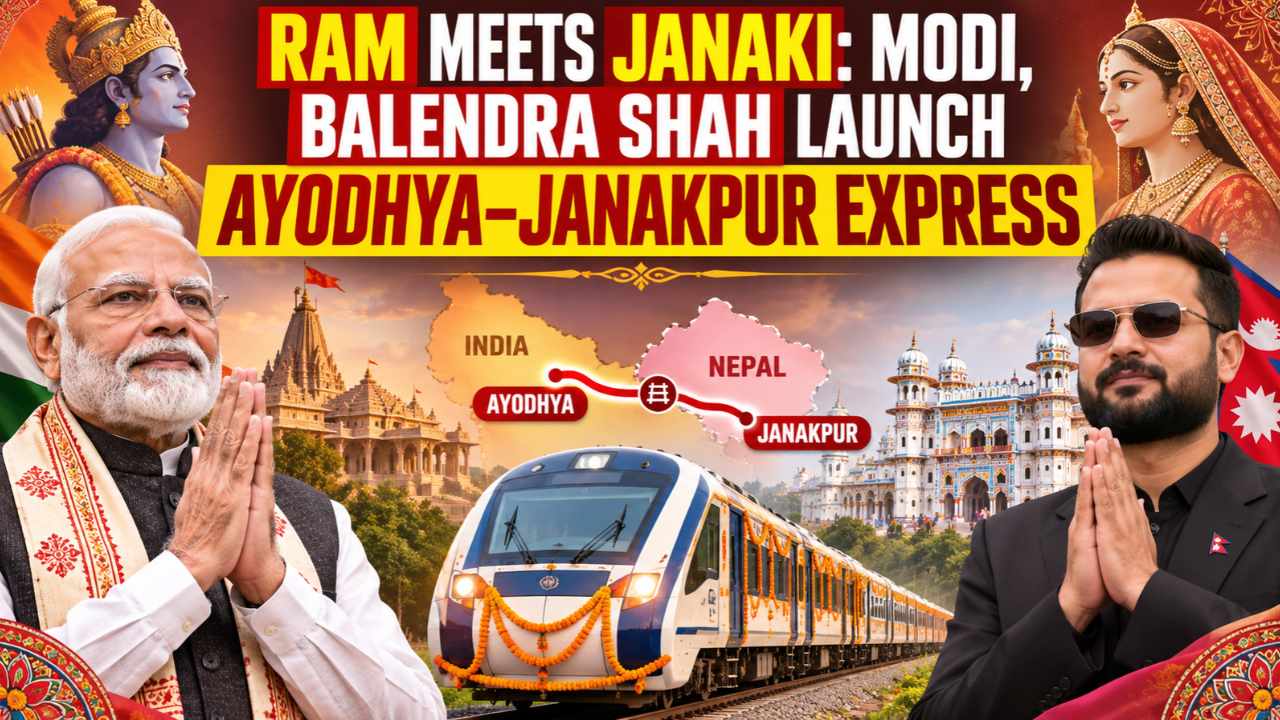 RAM MEETS JANAKI: MODI,
BALENDRA SHAH LAUNCH
AYODHYA–JANAKPUR EXPRESS
INDIA
NEPAL
AYODHYA
JANAKPUR